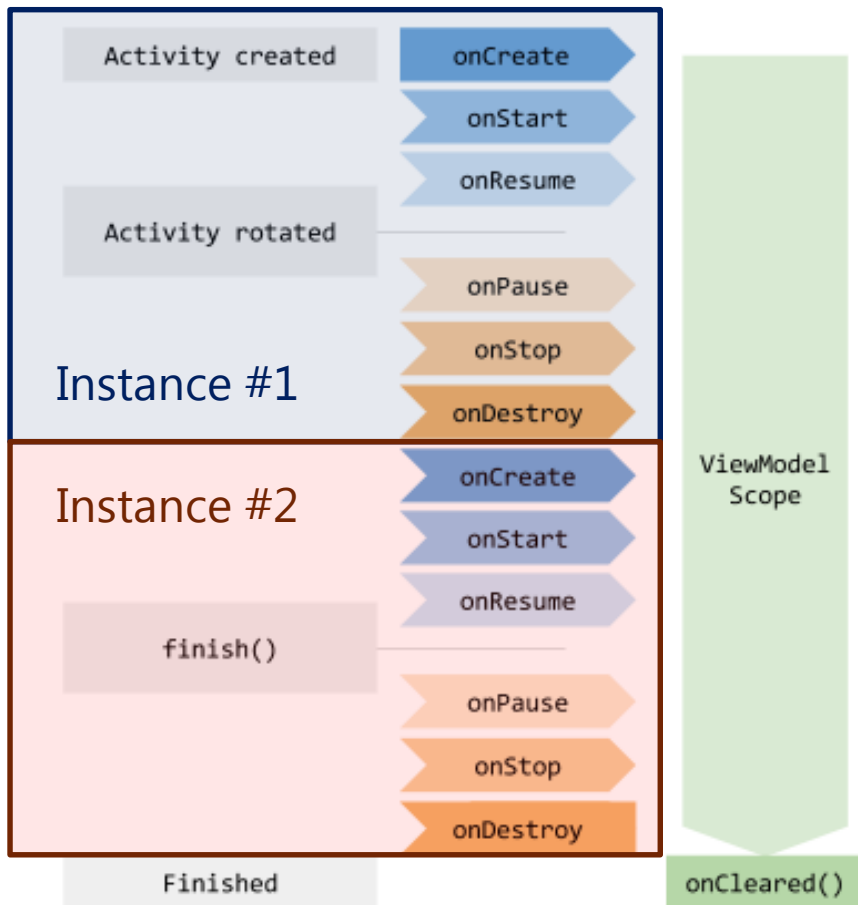 Activity created
onCreate
onStart
onResume
Activity rotated
onPause
onStop
Instance #1
onDestroy
ViewModel
Scope
onCreate
Instance #2
onStart
onResume
finish()
onPause
onStop
onDestroy
Finished
onCleared()